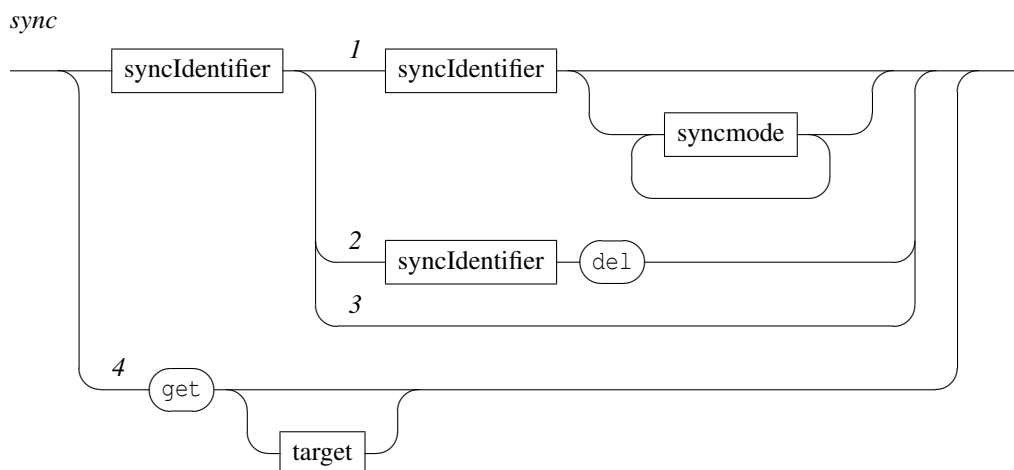 sync
syncIdentifier 1 syncIdentifier
syncmode
2 syncIdentifier del
3
4 get
target